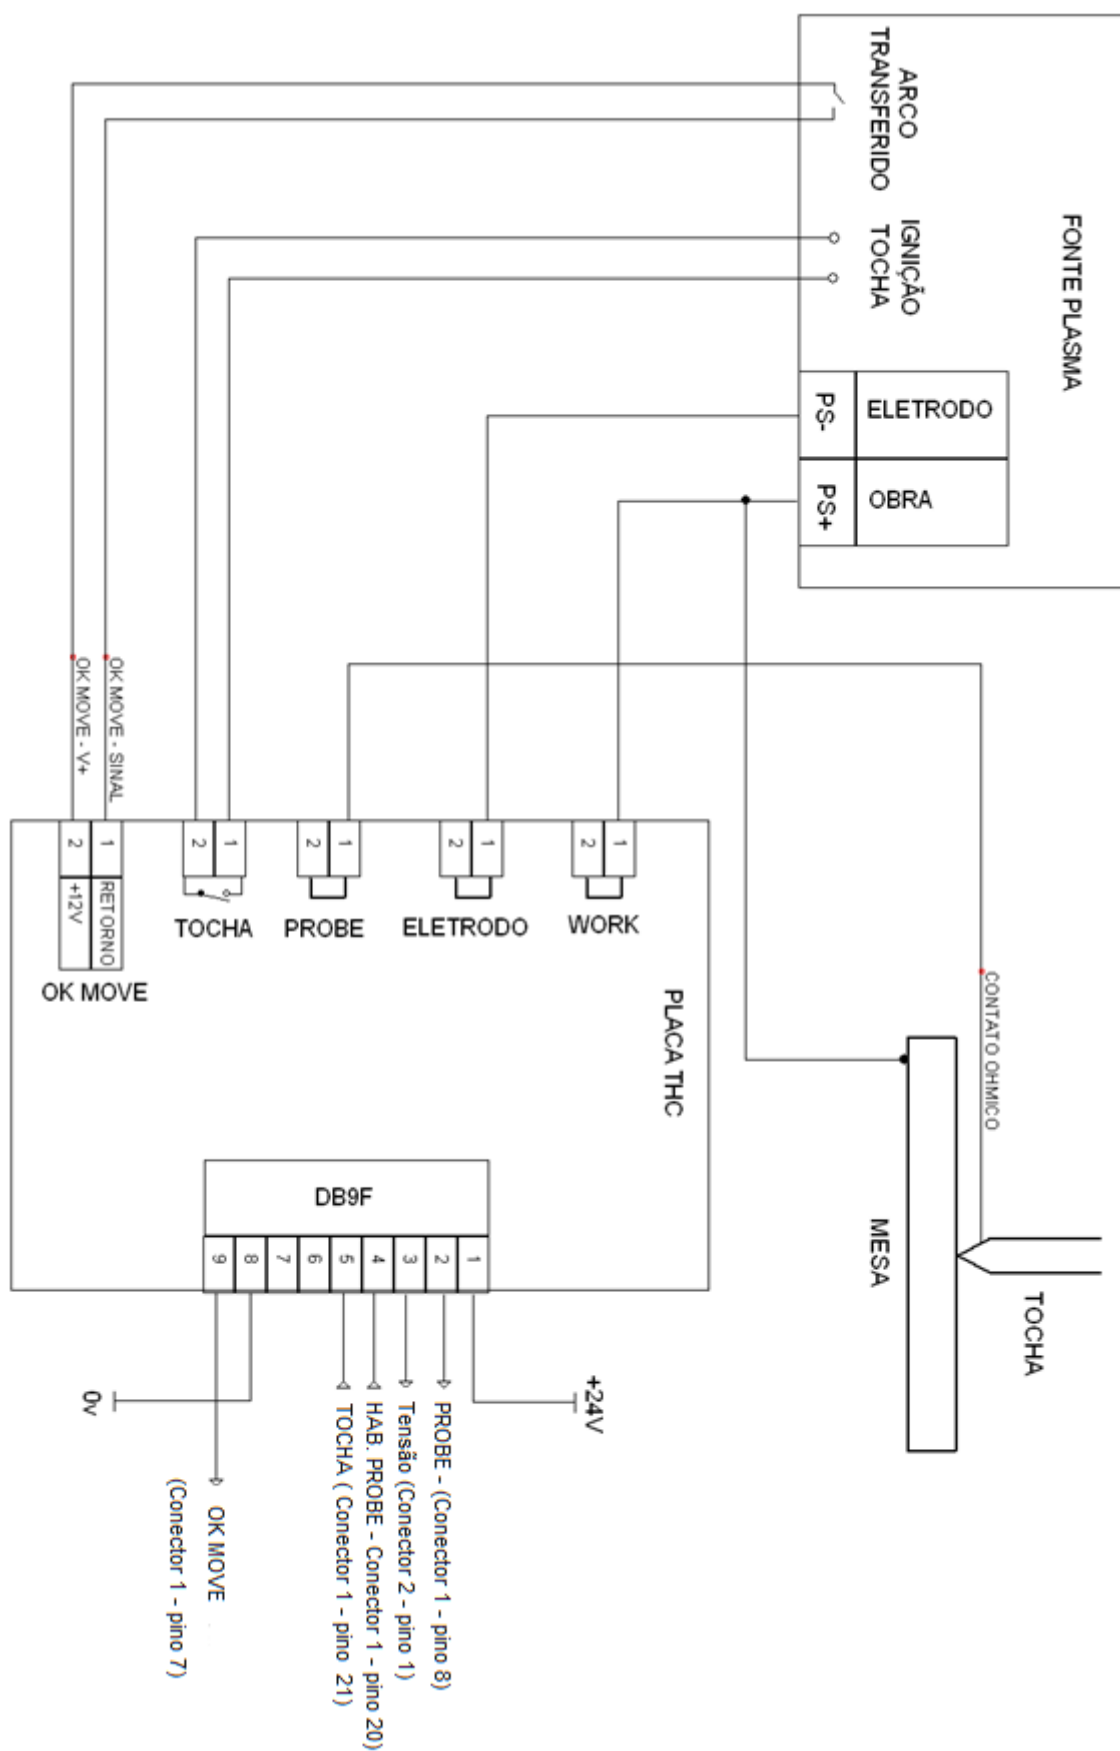 FONTE PLASMA
ARCO
TRANSFERIDO
IGNIÇÃO
TOCHA
PS-
ELETRODO
PS+
OBRA
OK MOVE - V+
OK MOVE - SINAL
2
1
2
1
2
1
2
1
2
1
+12V
RETORNO
OK MOVE
TOCHA
PROBE
ELETRODO
WORK
PLACA THC
CONTATO OHMICO
MESA
TOCHA
DB9F
9
8
7
6
5
4
3
2
1
+24V
0v
PROBE - (Conector 1 - pino 8)
Tensão (Conector 2 - pino 1)
HAB. PROBE - Conector 1 - pino 20)
TOCHA ( Conector 1 - pino 21)
OK MOVE
(Conector 1 - pino 7)